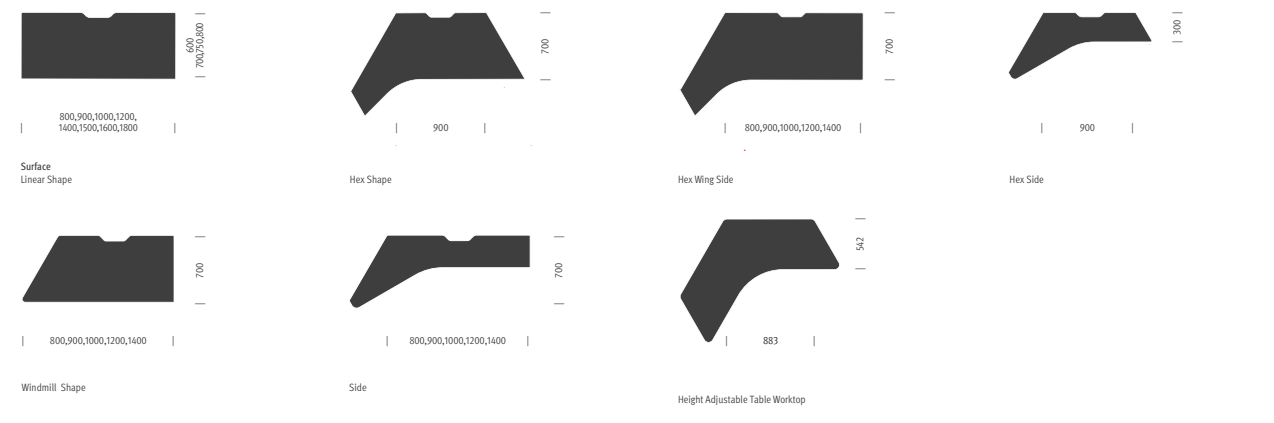 600
700,750,800
800,900,1000,1200,
1400,1500,1600,1800
Surface
Linear Shape
700
900
Hex Shape
700
800,900,1000,1200,1400
Hex Wing Side
300
900
Hex Side
700
800,900,1000,1200,1400
Windmill Shape
700
800,900,1000,1200,1400
Side
542
883
Height Adjustable Table Worktop